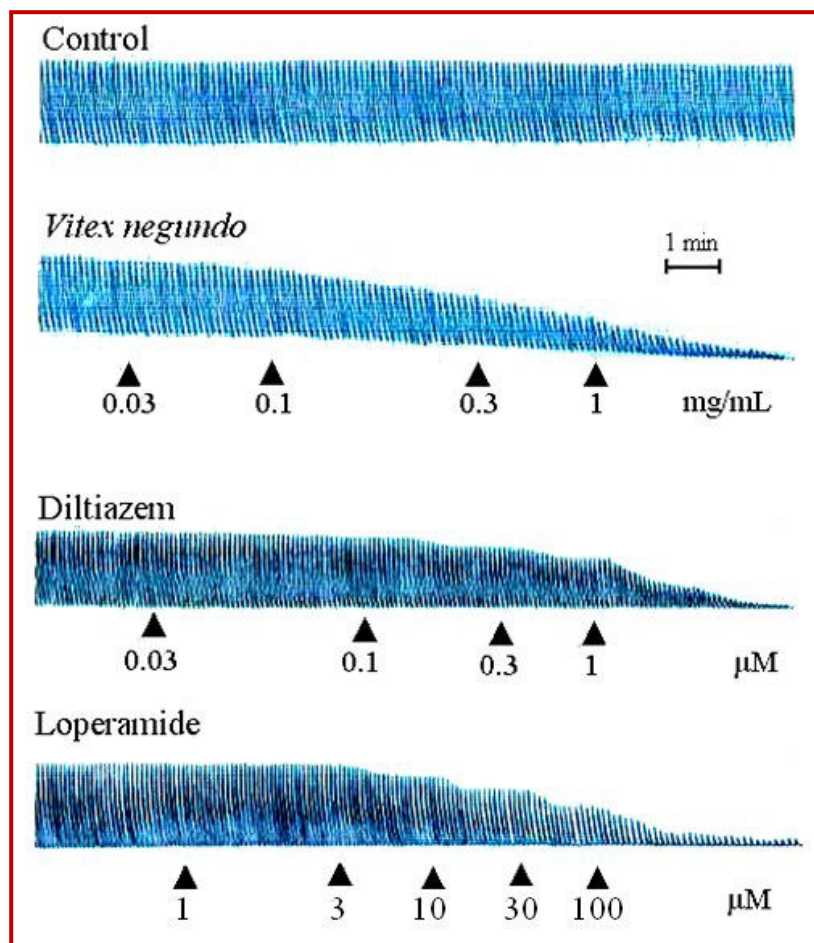 Control
Vitex negundo
1 min
0.03 0.1 0.3 1 mg/mL
Diltiazem
0.03 0.1 0.3 1 μM
Loperamide
1 3 10 30 100 μM